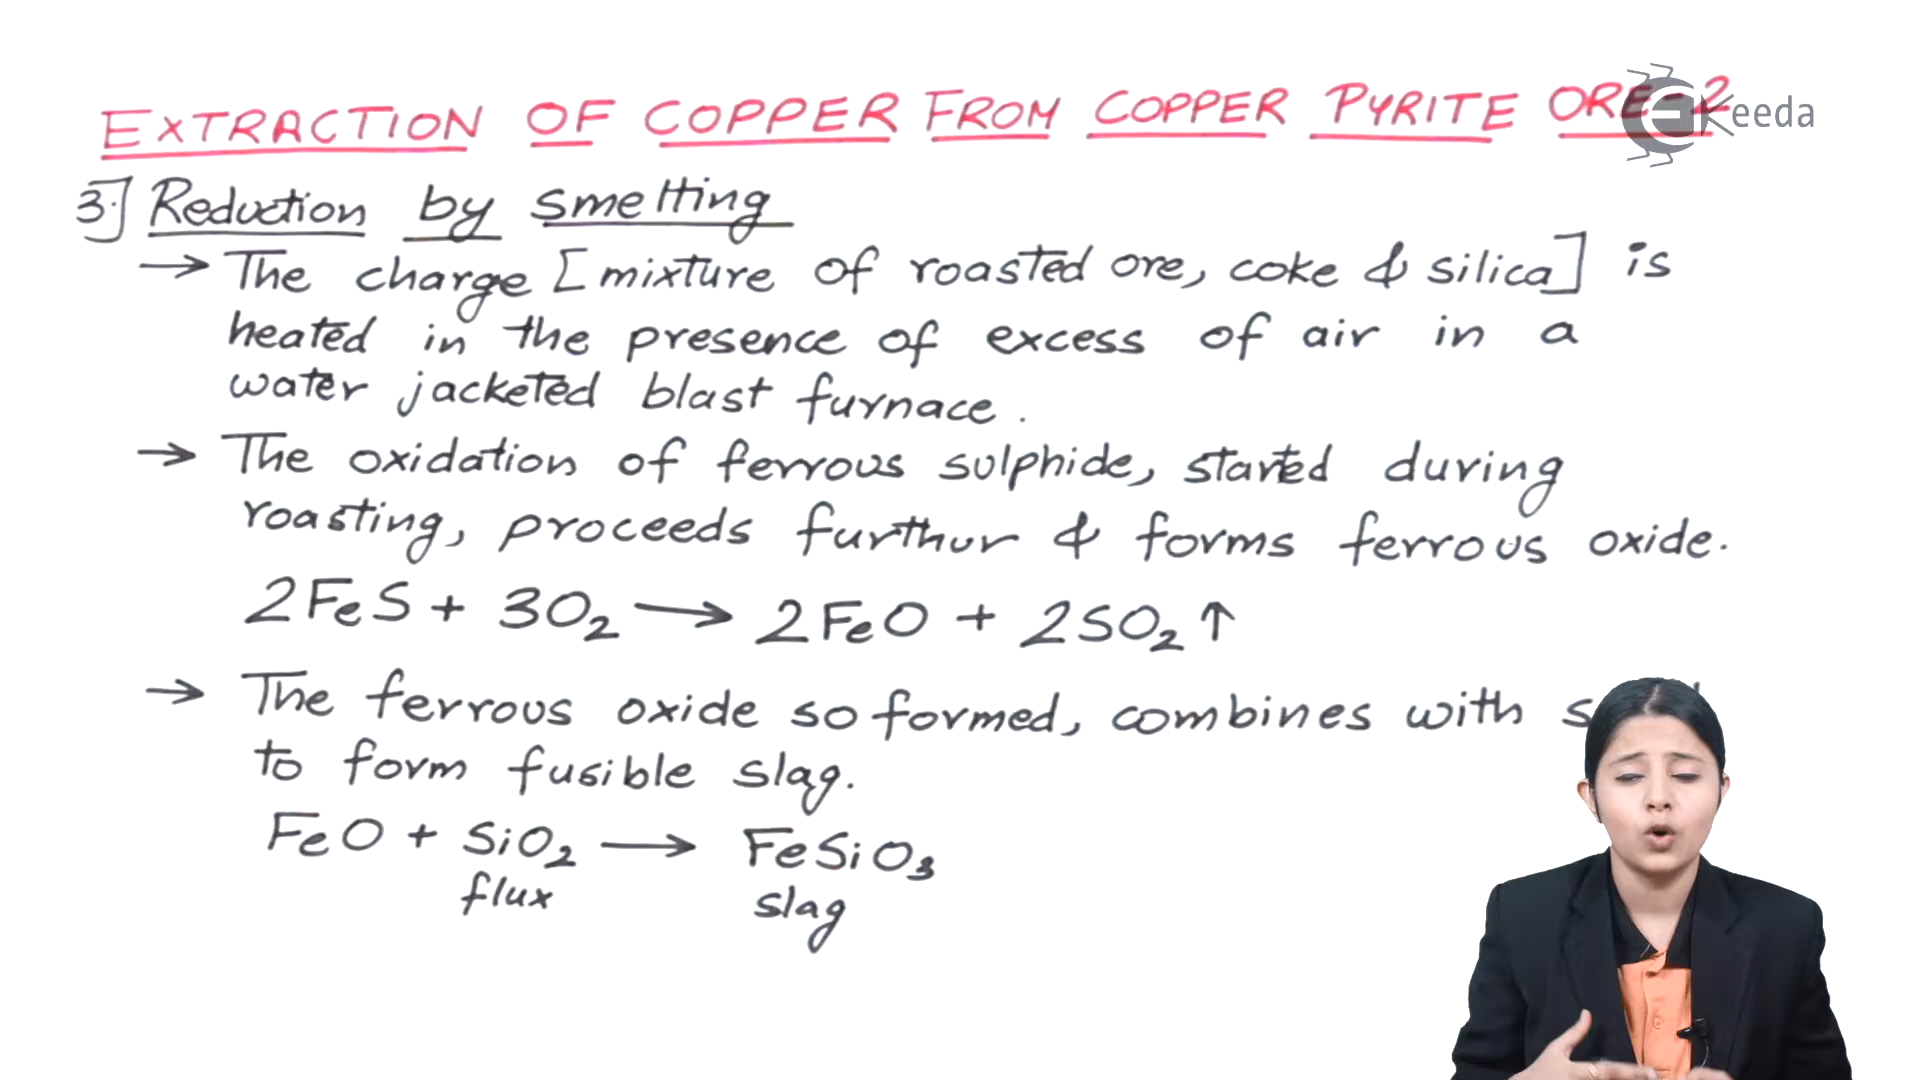 EXTRACTION OF COPPER FROM COPPER PYRITE ORE-2
Keeda
3.] Reduction by smelting
→ The charge [mixture of roasted ore, coke & silica] is
heated in the presence of excess of air in a
water jacketed blast furnace.
→ The oxidation of ferrous sulphide, started during
roasting, proceeds furthur & forms ferrous oxide.
2FeS + 3O₂ → 2FeO + 2SO₂ ↑
→ The ferrous oxide so formed, combines with
to form fusible slag.
FeO + SiO₂ → FeSiO₃
flux slag